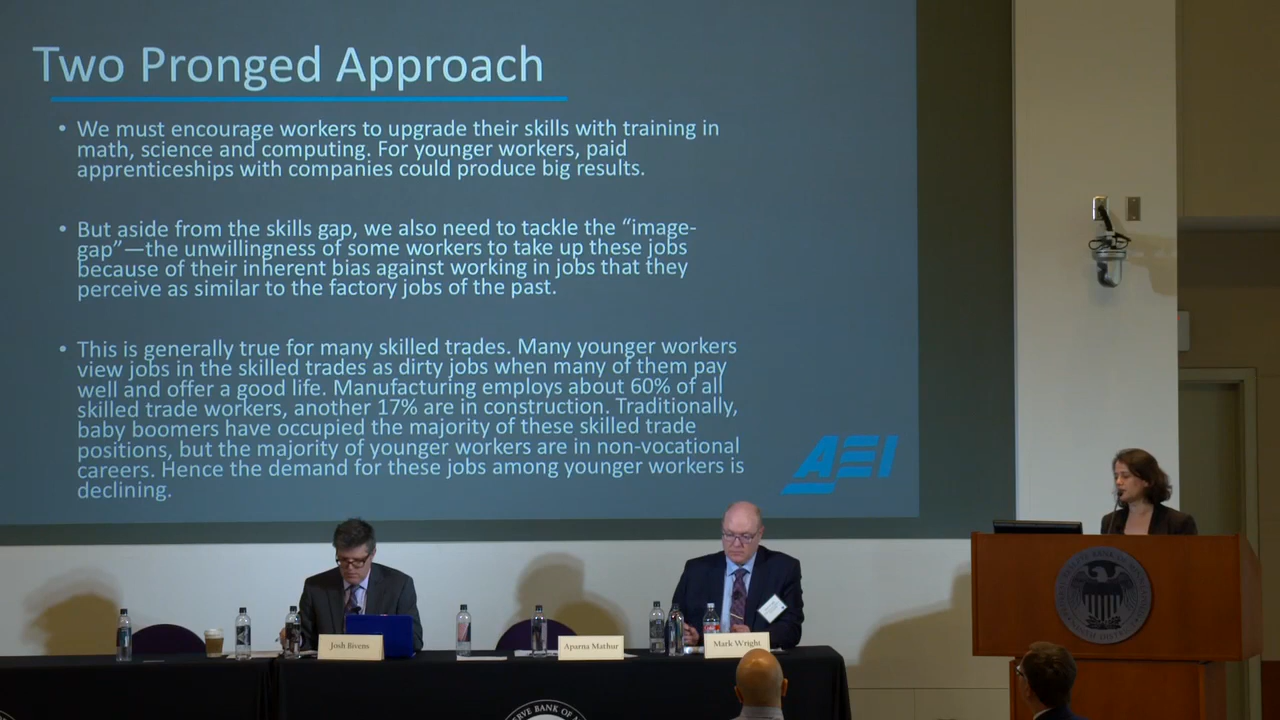 Two Pronged Approach
• We must encourage workers to upgrade their skills with training in
math, science and computing. For younger workers, paid
apprenticeships with companies could produce big results.
• But aside from the skills gap, we also need to tackle the “image-
gap”—the unwillingness of some workers to take up these jobs
because of their inherent bias against working in jobs that they
perceive as similar to the factory jobs of the past.
• This is generally true for many skilled trades. Many younger workers
view jobs in the skilled trades as dirty jobs when many of them pay
well and offer a good life. Manufacturing employs about 60% of all
skilled trade workers, another 17% are in construction. Traditionally,
baby boomers have occupied the majority of these skilled trade
positions, but the majority of younger workers are in non-vocational
careers. Hence the demand for these jobs among younger workers is
declining.
AEI
Josh Bivens
Aparna Mathur
Mark Wright